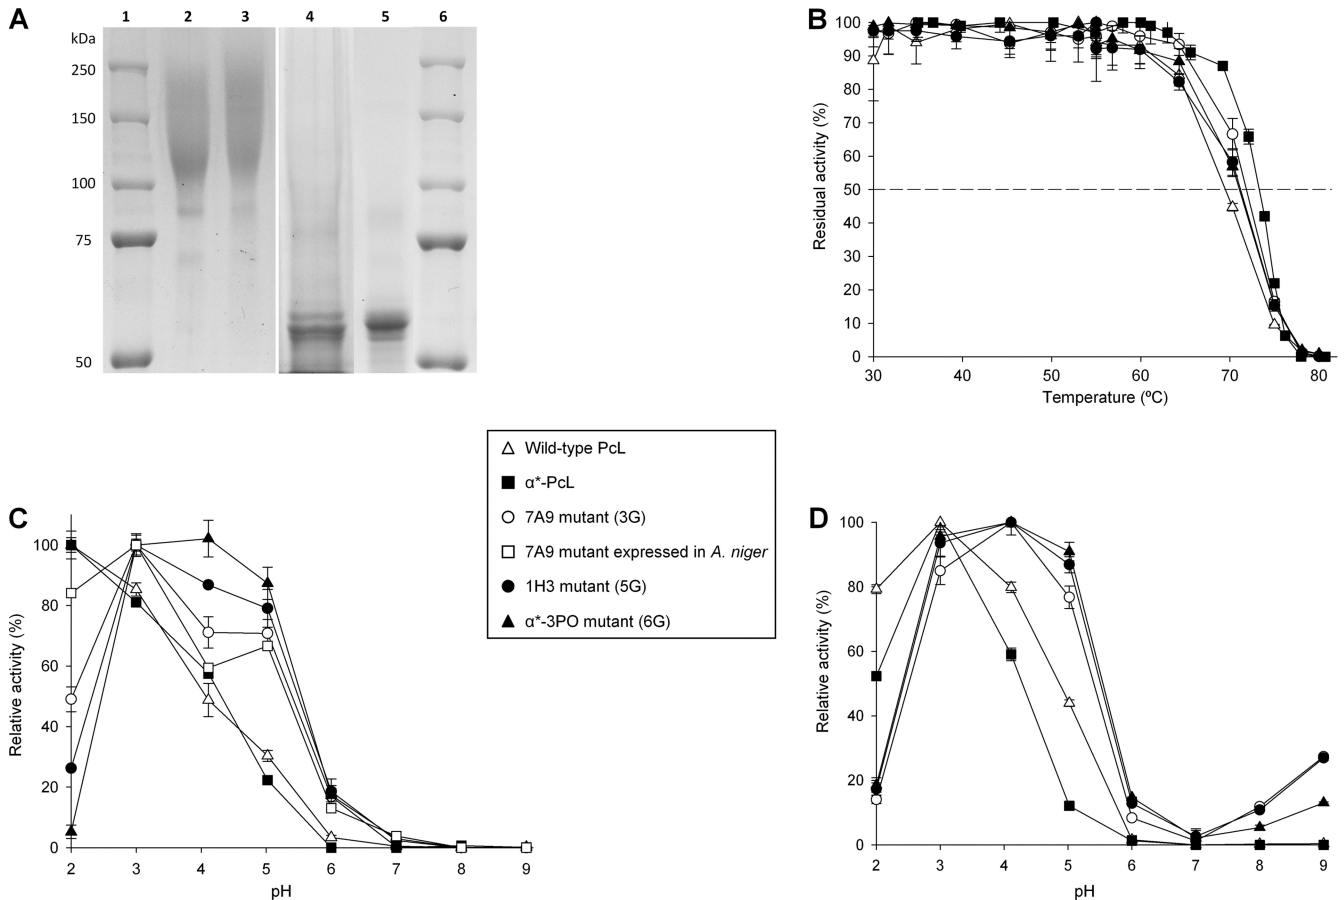 A
1 2 3 4 5 6
kDa
250
150
100
75
50
B
100
90
80
70
60
50
40
30
20
10
0
Residual activity (%)
30 40 50 60 70 80
Temperature (ºC)
Wild-type PcL
α*-PcL
7A9 mutant (3G)
7A9 mutant expressed in A. niger
1H3 mutant (5G)
α*-3PO mutant (6G)
C
100
80
60
40
20
0
Relative activity (%)
2 3 4 5 6 7 8 9
pH
D
100
80
60
40
20
0
Relative activity (%)
2 3 4 5 6 7 8 9
pH